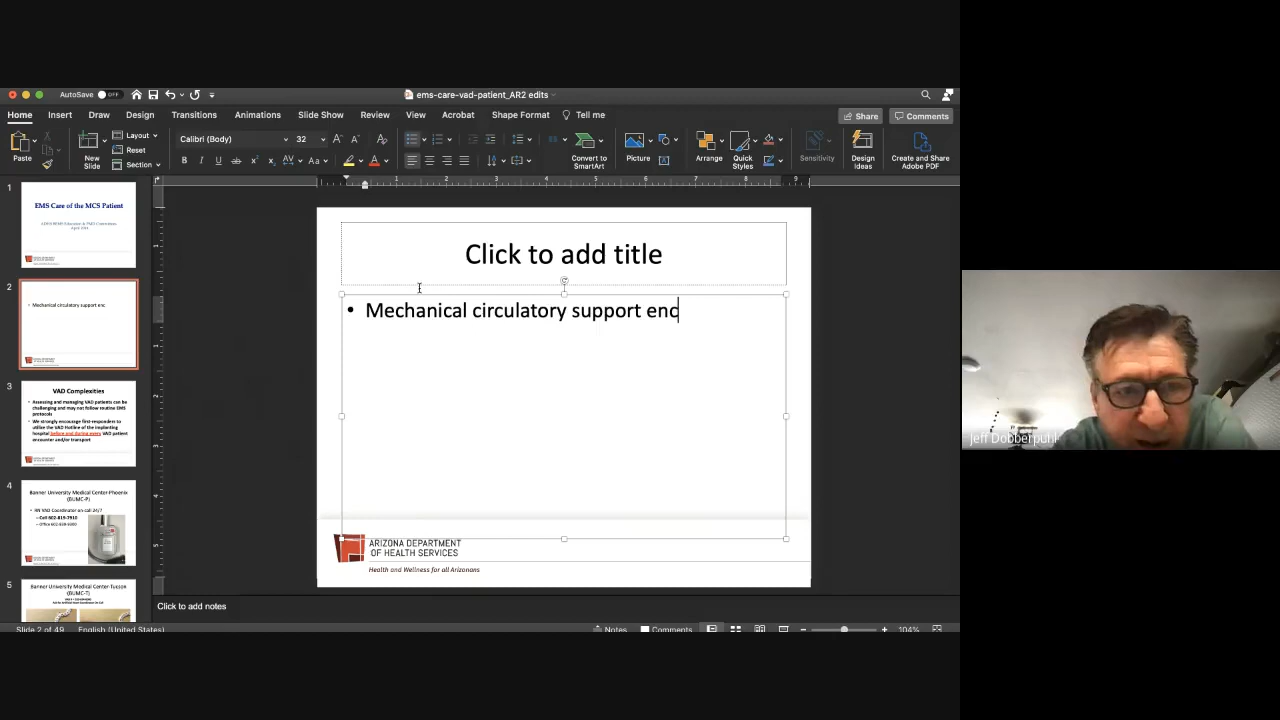 AutoSave OFF
ems-care-vad-patient_AR2 edits
Home Insert Draw Design Transitions Animations Slide Show Review View Acrobat Shape Format Tell me
Share Comments
Paste
New Slide
Layout
Reset
Section
Calibri (Body) 32
Convert to SmartArt
Picture
Arrange
Quick Styles
Sensitivity
Design Ideas
Create and Share Adobe PDF
1
EMS Care of the MCS Patient
2
• Mechanical circulatory support enc
3
VAD Complexities
• Assessing and managing VAD patients can be
challenging and may not follow routine EMS
protocols
• We strongly encourage first-responders to
utilize the VAD Hotline of the implanting
hospital before and during every VAD patient
encounter and/or transport
4
Banner University Medical Center-Phoenix
(BUMC-P)
• RN VAD Coordinator on call 24/7
–Cell 602-819-7910
5
Banner University Medical Center-Tucson
(BUMC-T)
Click to add title
• Mechanical circulatory support enc
ARIZONA DEPARTMENT
OF HEALTH SERVICES
Health and Wellness for all Arizonans
Click to add notes
Slide 2 of 49 English (United States)
Notes Comments 104%
Jeff Dobberpuhl